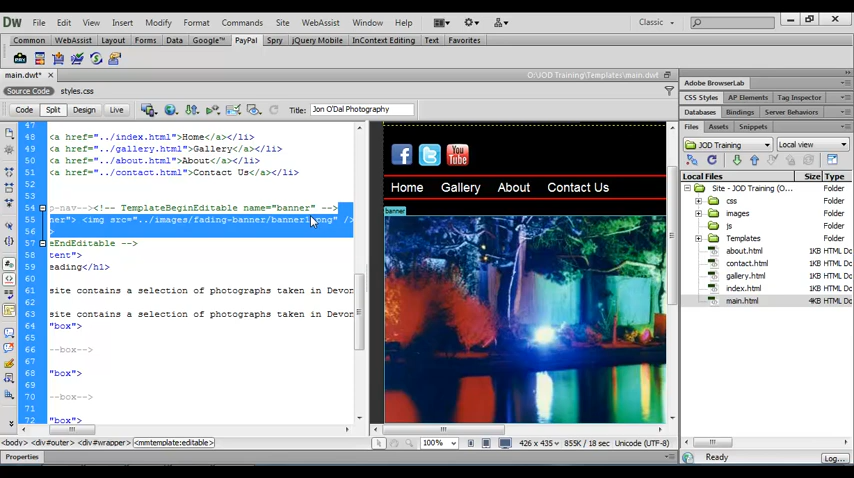 Dw File Edit View Insert Modify Format Commands Site WebAssist Window Help Classic
Common WebAssist Layout Forms Data Google™ PayPal Spry jQuery Mobile InContext Editing Text Favorites
main.dwt* × O:\JOD Training\Templates\main.dwt
Source Code styles.css
Code Split Design Live Title: Jon O'Dal Photography
47
48 <a href="../index.html">Home</a></li>
49 <a href="../gallery.html">Gallery</a></li>
50 <a href="../about.html">About</a></li>
51 <a href="../contact.html">Contact Us</a></li>
52
53
54 p-nav--><!-- TemplateBeginEditable name="banner" -->
55 ner"> <img src="../images/fading-banner/banner1.png" />
56 >
57 eEndEditable -->
58 tent">
59 eading</h1>
60
61 site contains a selection of photographs taken in Devon
62
63 site contains a selection of photographs taken in Devon
64 "box">
65
66 --box-->
67
68 "box">
69
70 --box-->
71
72 "box">
You Tube
Home Gallery About Contact Us
banner
<body> <div#outer> <div#wrapper> <mmtemplate:editable>
100% 426 x 435 855K / 18 sec Unicode (UTF-8)
Properties
Adobe BrowserLab
CSS Styles AP Elements Tag Inspector
Databases Bindings Server Behaviors
Files Assets Snippets
JOD Training Local view
Local Files Size Type
Site - JOD Training (O... Folder
css Folder
images Folder
js Folder
Templates Folder
about.html 1KB HTML D
contact.html 1KB HTML D
gallery.html 1KB HTML D
index.html 1KB HTML D
main.html 4KB HTML D
Ready Log...